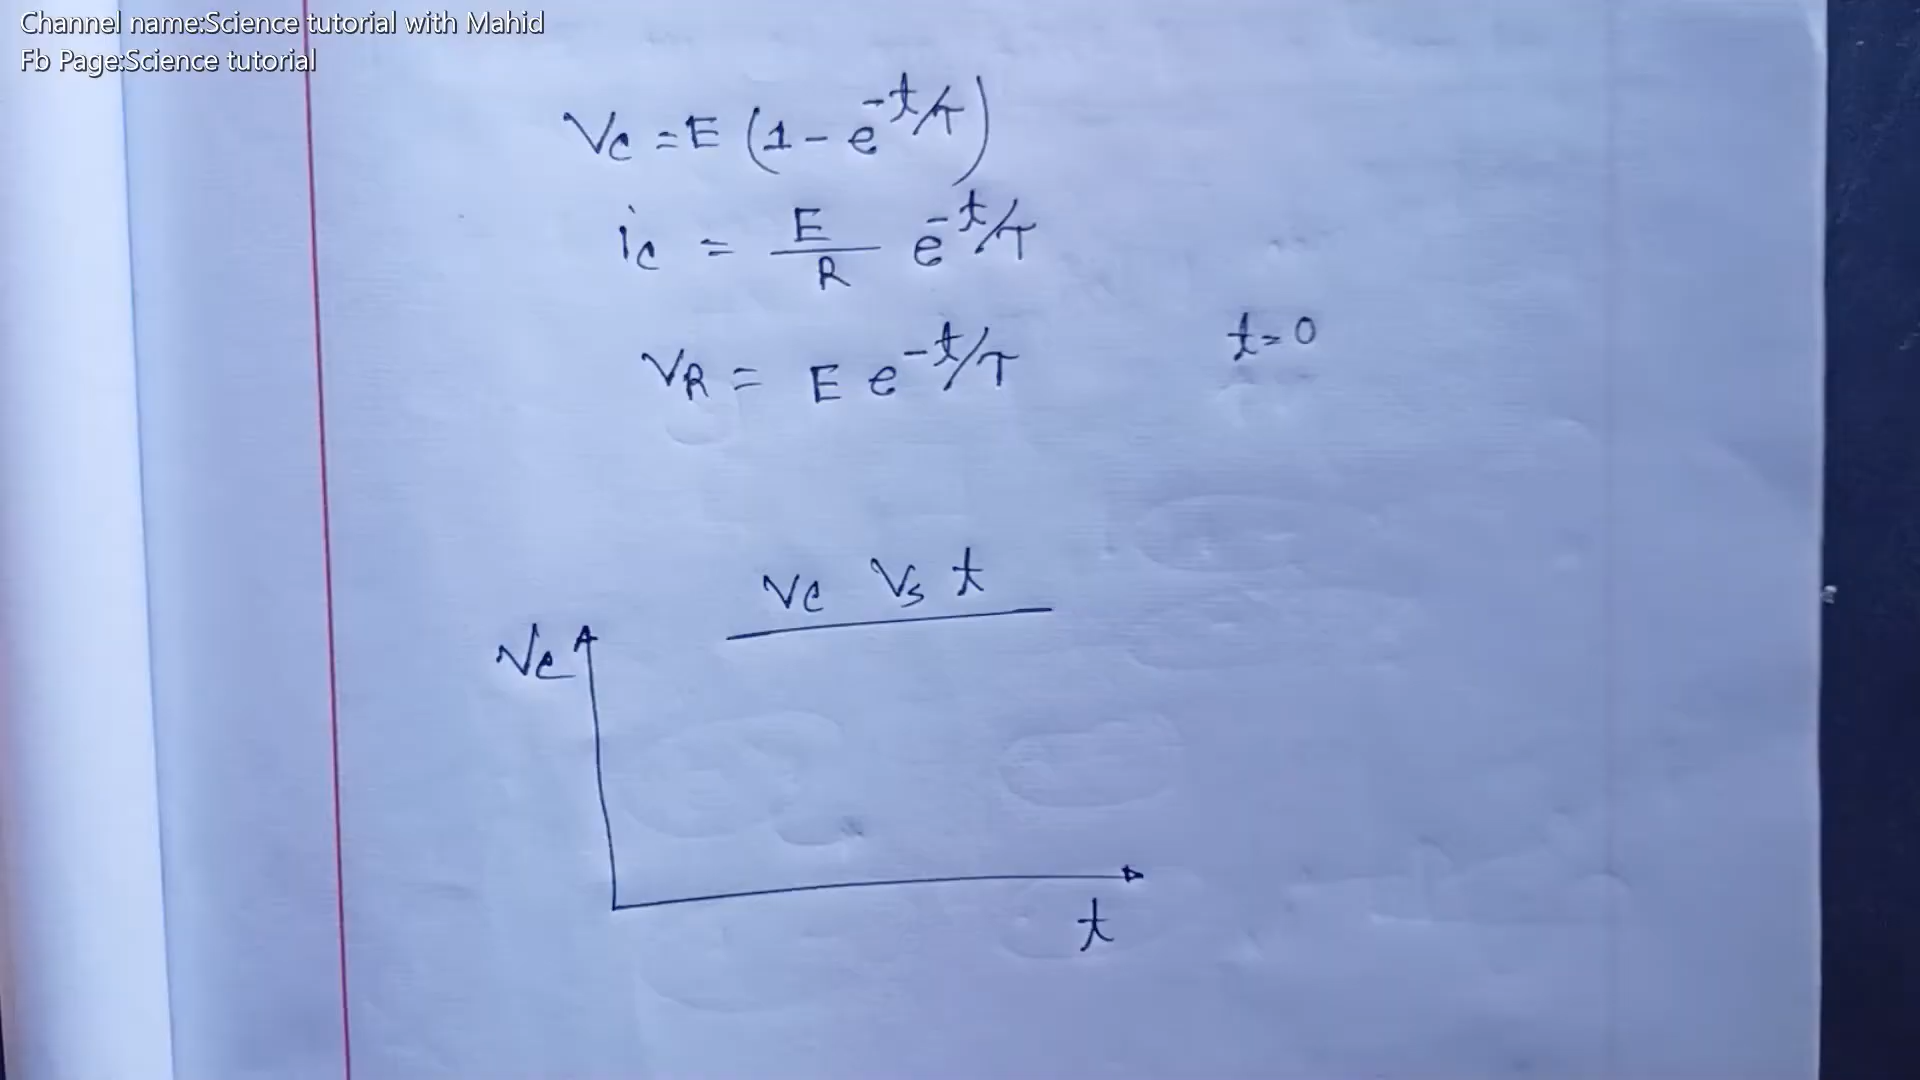 Channel name:Science tutorial with Mahid
Fb Page:Science tutorial
Vc = E (1 - e^-t/τ)
ic = E/R e^-t/τ
VR = E e^-t/τ
t=0
Vc Vs t
Vc
t